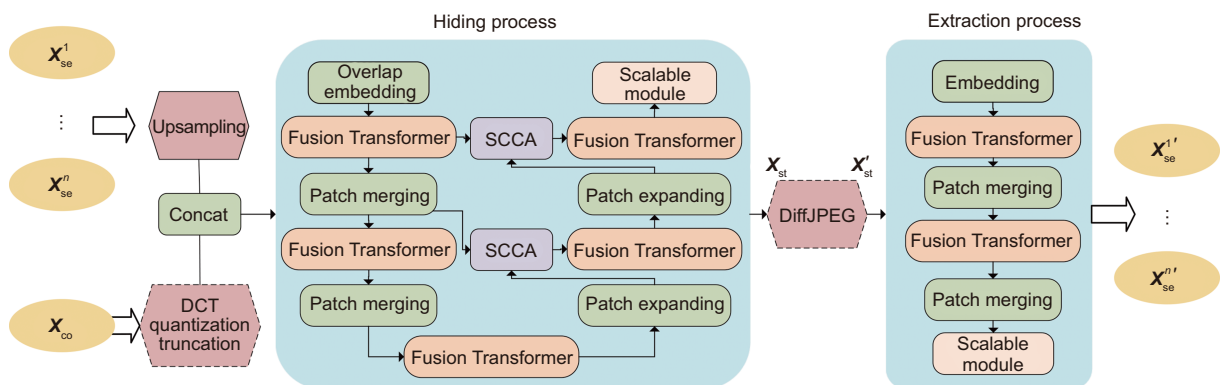 Hiding process
Extraction process
X_se^1
⋮
X_se^n
Upsampling
Concat
X_co
DCT
quantization
truncation
Overlap
embedding
Fusion Transformer
Patch merging
Fusion Transformer
Patch merging
Fusion Transformer
SCCA
SCCA
Scalable
module
Fusion Transformer
Patch expanding
Fusion Transformer
Patch expanding
X_st
X'_st
DiffJPEG
Embedding
Fusion Transformer
Patch merging
Fusion Transformer
Patch merging
Scalable
module
X_se^1'
⋮
X_se^n'